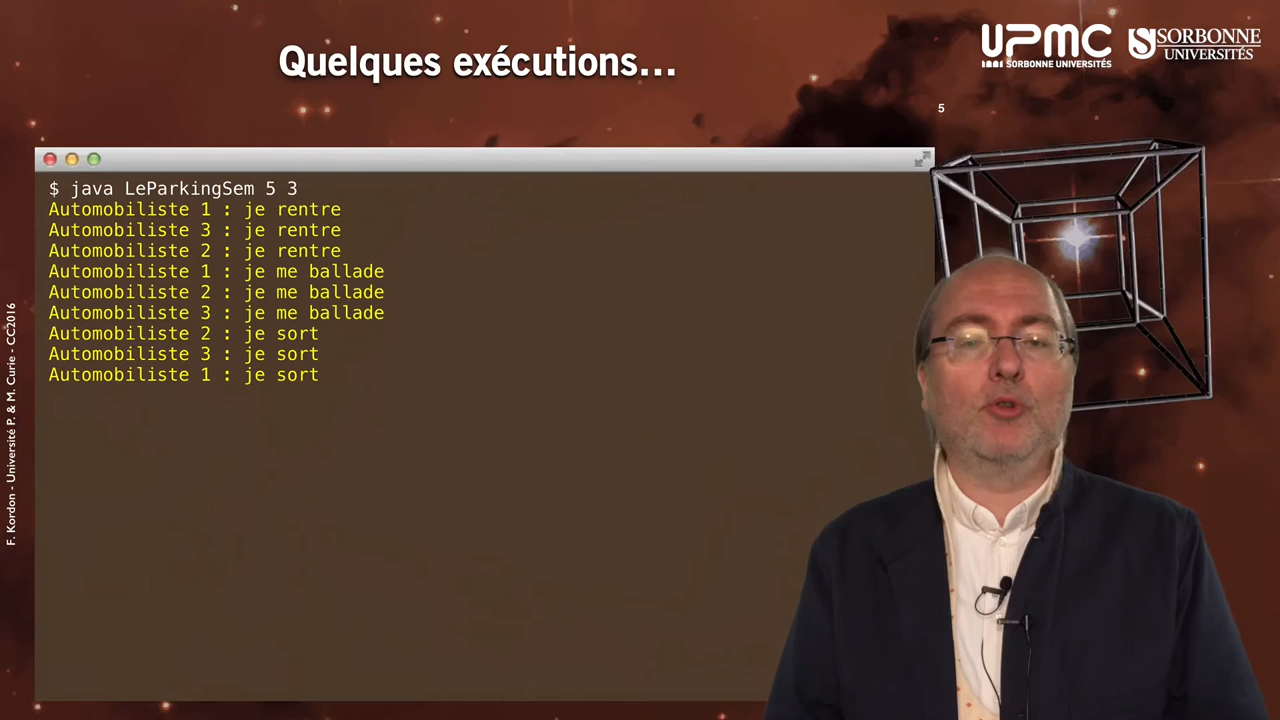 Quelques exécutions...
UPMC
SORBONNE UNIVERSITÉS
SORBONNE
UNIVERSITÉS
5
$ java LeParkingSem 5 3
Automobiliste 1 : je rentre
Automobiliste 3 : je rentre
Automobiliste 2 : je rentre
Automobiliste 1 : je me ballade
Automobiliste 2 : je me ballade
Automobiliste 3 : je me ballade
Automobiliste 2 : je sort
Automobiliste 3 : je sort
Automobiliste 1 : je sort
F. Kordon - Université P. & M. Curie - CC2016